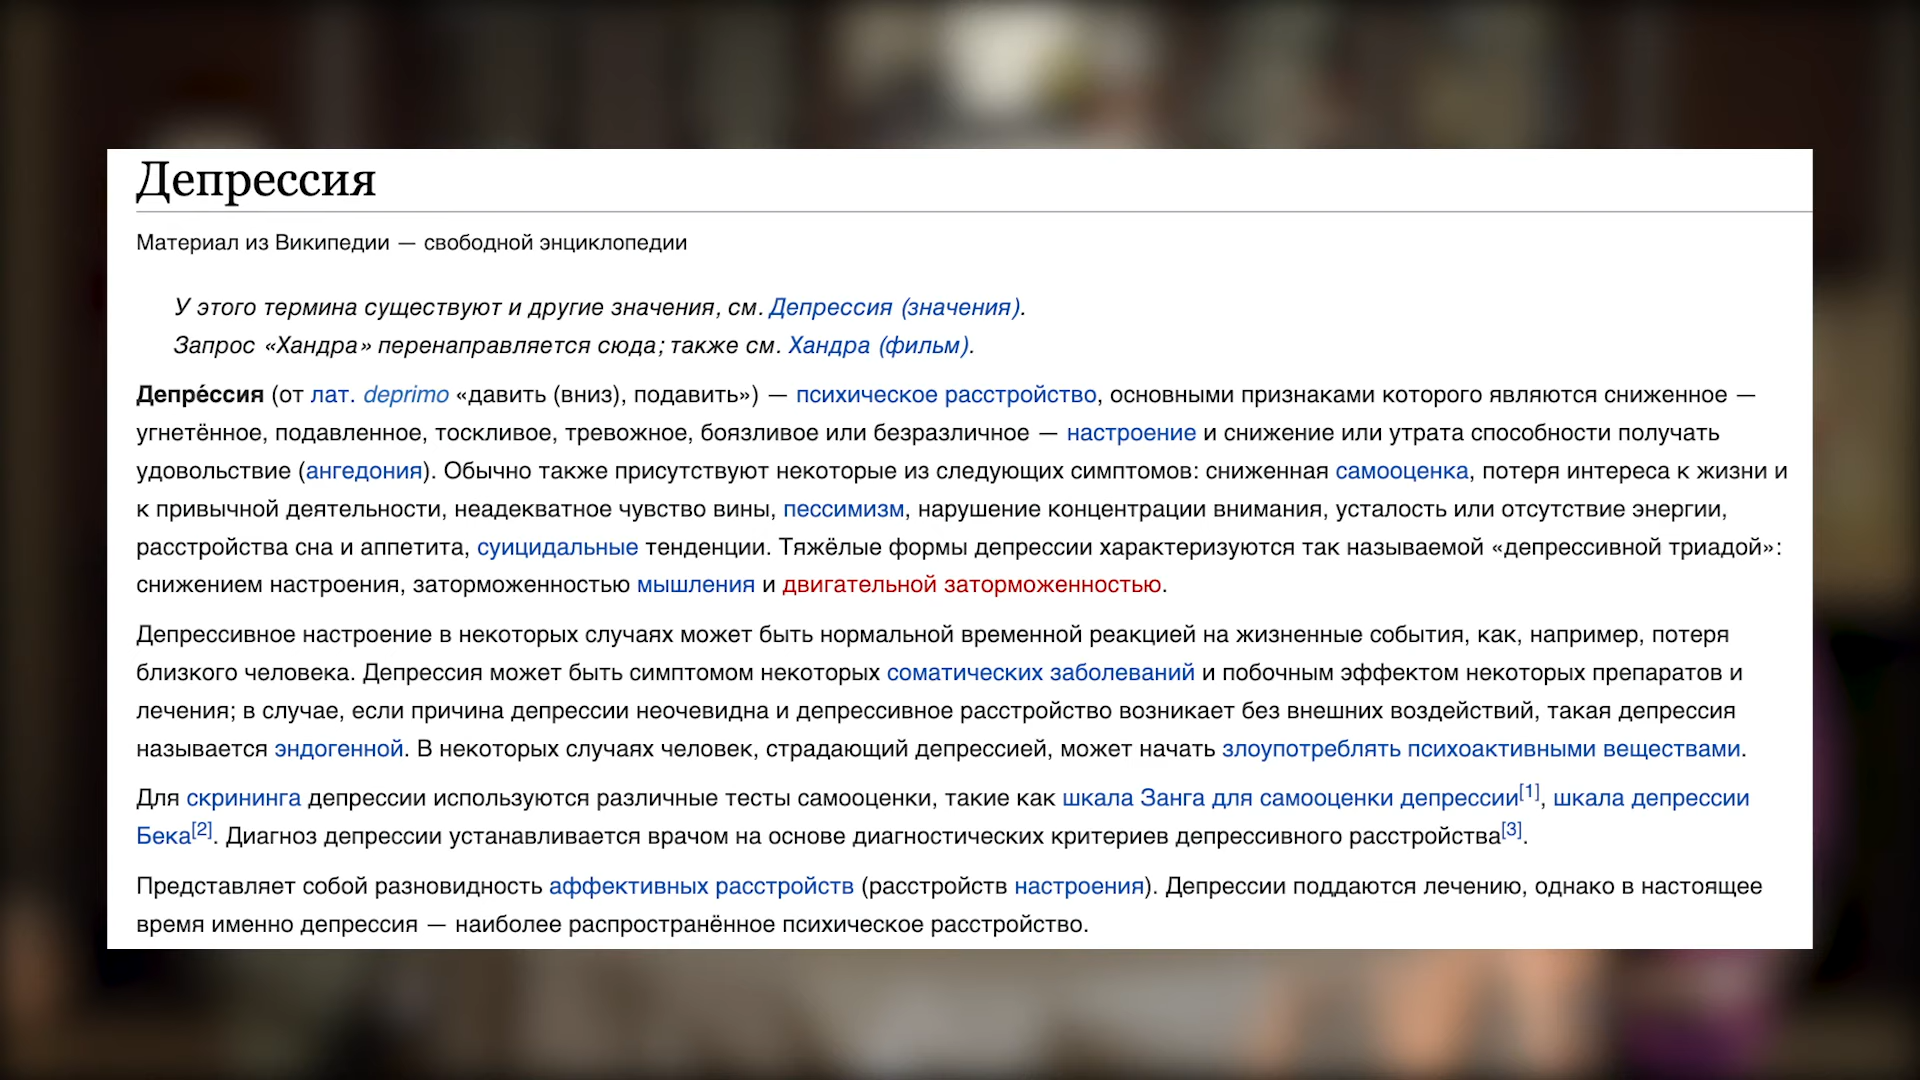 Депрессия
Материал из Википедии — свободной энциклопедии
У этого термина существуют и другие значения, см. Депрессия (значения).
Запрос «Хандра» перенаправляется сюда; также см. Хандра (фильм).
Депре́ссия (от лат. deprimo «давить (вниз), подавить») — психическое расстройство, основными признаками которого являются сниженное —
угнетённое, подавленное, тоскливое, тревожное, боязливое или безразличное — настроение и снижение или утрата способности получать
удовольствие (ангедония). Обычно также присутствуют некоторые из следующих симптомов: сниженная самооценка, потеря интереса к жизни и
к привычной деятельности, неадекватное чувство вины, пессимизм, нарушение концентрации внимания, усталость или отсутствие энергии,
расстройства сна и аппетита, суицидальные тенденции. Тяжёлые формы депрессии характеризуются так называемой «депрессивной триадой»:
снижением настроения, заторможенностью мышления и двигательной заторможенностью.
Депрессивное настроение в некоторых случаях может быть нормальной временной реакцией на жизненные события, как, например, потеря
близкого человека. Депрессия может быть симптомом некоторых соматических заболеваний и побочным эффектом некоторых препаратов и
лечения; в случае, если причина депрессии неочевидна и депрессивное расстройство возникает без внешних воздействий, такая депрессия
называется эндогенной. В некоторых случаях человек, страдающий депрессией, может начать злоупотреблять психоактивными веществами.
Для скрининга депрессии используются различные тесты самооценки, такие как шкала Занга для самооценки депрессии[1], шкала депрессии
Бека[2]. Диагноз депрессии устанавливается врачом на основе диагностических критериев депрессивного расстройства[3].
Представляет собой разновидность аффективных расстройств (расстройств настроения). Депрессии поддаются лечению, однако в настоящее
время именно депрессия — наиболее распространённое психическое расстройство.